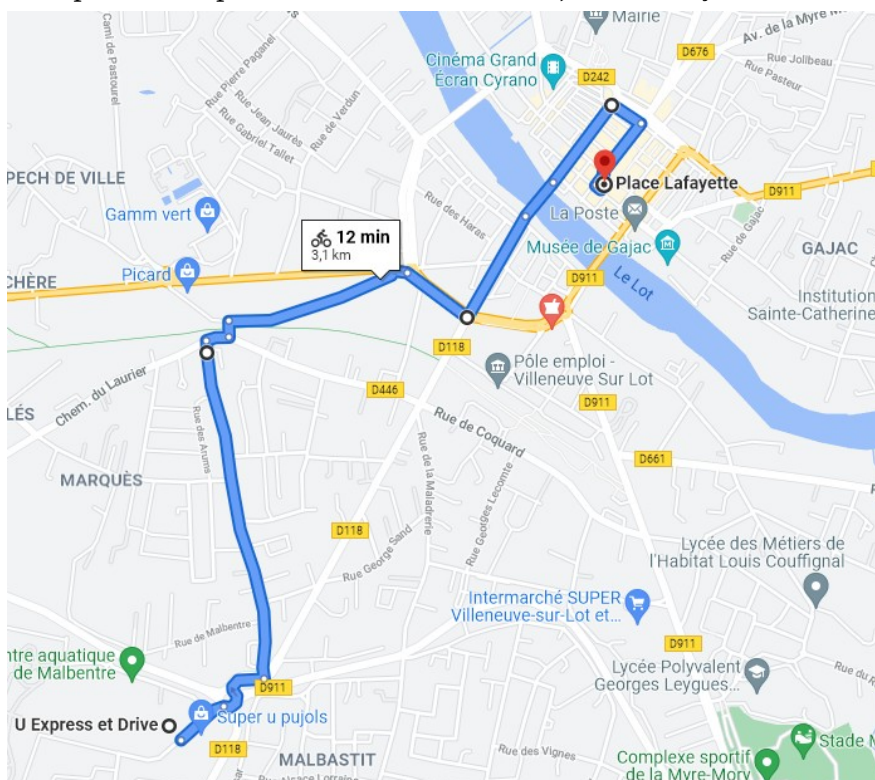 Mairie
Av. de la Myre M
D676
Rue Jolibeau
Rue Pasteur
Cinéma Grand
Écran Cyrano
D242
Cami de Pastourel
Rue Pierre Paganel
Rue Jean Jaurès
Rue Gabriel Tallet
Rue de Verdun
PECH DE VILLE
Place Lafayette
D911
Gamm vert
Rue des Haras
La Poste
Rue de Gajac
12 min
3,1 km
Musée de Gajac
GAJAC
Picard
CHÈRE
D911
Le Lot
Institution
Sainte-Catherine
D118
Pôle emploi -
Villeneuve Sur Lot
Chem. du Laurier
D446
D911
LÉS
Rue des Arums
Rue de Coquard
D661
MARQUÈS
Rue de la Maladrerie
Rue Georges Lecomte
D118
Rue George Sand
Lycée des Métiers de
l'Habitat Louis Couffignal
Intermarché SUPER
Villeneuve-sur-Lot et...
Rue de Malbentre
D911
ntre aquatique
de Malbentre
Lycée Polyvalent
Georges Leygues...
Rue du R
D911
U Express et Drive
Super u pujols
D118
Stade M
MALBASTIT
Rue des Vignes
Complexe sportif
de la Myre-Mory